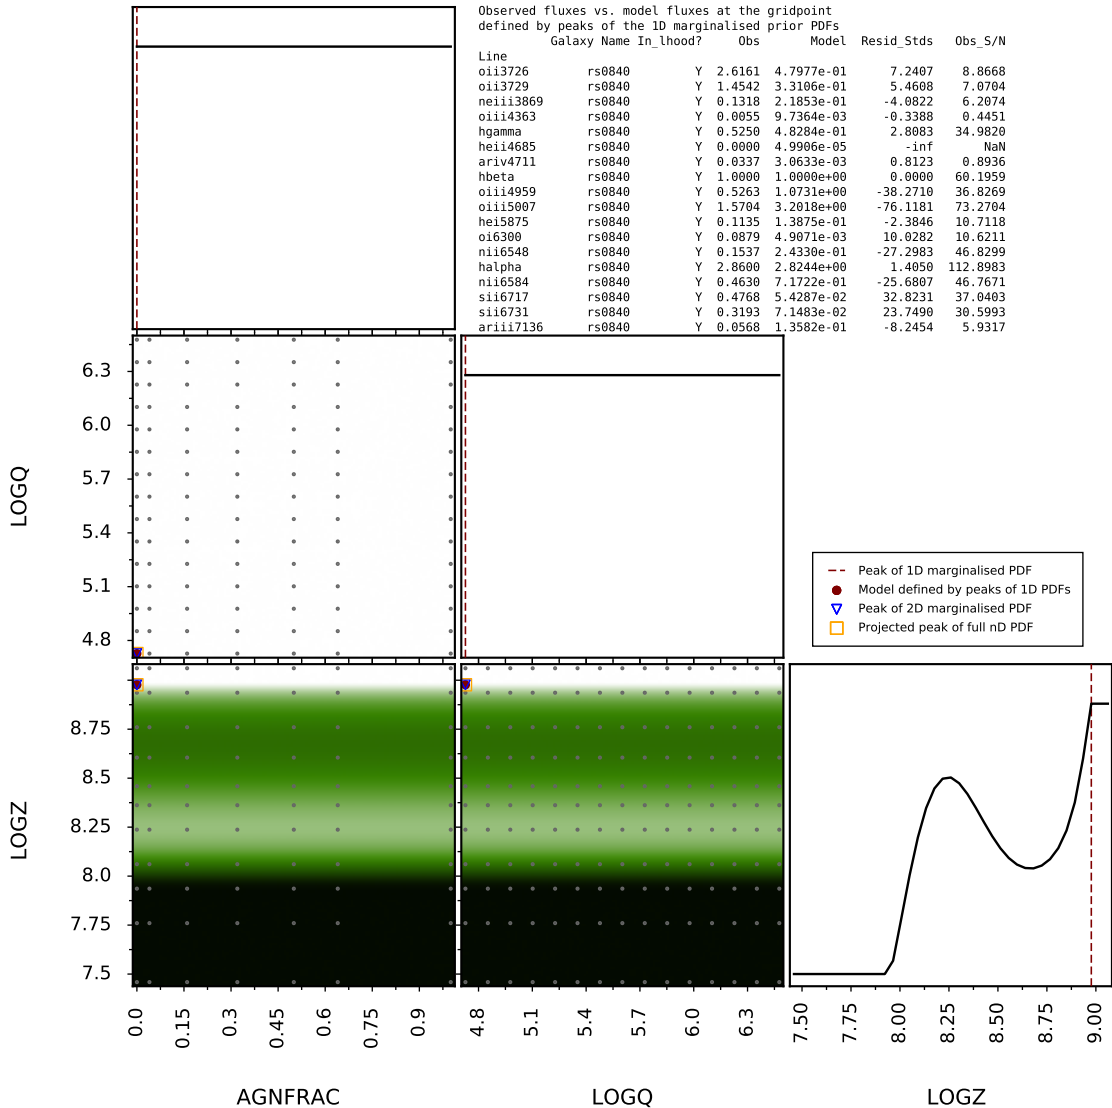 Observed fluxes vs. model fluxes at the gridpoint
defined by peaks of the 1D marginalised prior PDFs
Galaxy Name In_lhood? Obs Model Resid_Stds Obs_S/N
Line
oii3726 rs0840 Y 2.6161 4.7977e-01 7.2407 8.8668
oii3729 rs0840 Y 1.4542 3.3106e-01 5.4608 7.0704
neiii3869 rs0840 Y 0.1318 2.1853e-01 -4.0822 6.2074
oiii4363 rs0840 Y 0.0055 9.7364e-03 -0.3388 0.4451
hgamma rs0840 Y 0.5250 4.8284e-01 2.8083 34.9820
heii4685 rs0840 Y 0.0000 4.9906e-05 -inf NaN
ariv4711 rs0840 Y 0.0337 3.0633e-03 0.8123 0.8936
hbeta rs0840 Y 1.0000 1.0000e+00 0.0000 60.1959
oiii4959 rs0840 Y 0.5263 1.0731e+00 -38.2710 36.8269
oiii5007 rs0840 Y 1.5704 3.2018e+00 -76.1181 73.2704
hei5875 rs0840 Y 0.1135 1.3875e-01 -2.3846 10.7118
oi6300 rs0840 Y 0.0879 4.9071e-03 10.0282 10.6211
nii6548 rs0840 Y 0.1537 2.4330e-01 -27.2983 46.8299
halpha rs0840 Y 2.8600 2.8244e+00 1.4050 112.8983
nii6584 rs0840 Y 0.4630 7.1722e-01 -25.6807 46.7671
sii6717 rs0840 Y 0.4768 5.4287e-02 32.8231 37.0403
sii6731 rs0840 Y 0.3193 7.1483e-02 23.7490 30.5993
ariii7136 rs0840 Y 0.0568 1.3582e-01 -8.2454 5.9317
6.3
6.0
5.7
5.4
5.1
4.8
LOGQ
Peak of 1D marginalised PDF
Model defined by peaks of 1D PDFs
Peak of 2D marginalised PDF
Projected peak of full nD PDF
8.75
8.5
8.25
8.0
7.75
7.5
LOGZ
0.0 0.15 0.3 0.45 0.6 0.75 0.9
4.8 5.1 5.4 5.7 6.0 6.3
7.50 7.75 8.00 8.25 8.50 8.75 9.00
AGNFRAC
LOGQ
LOGZ